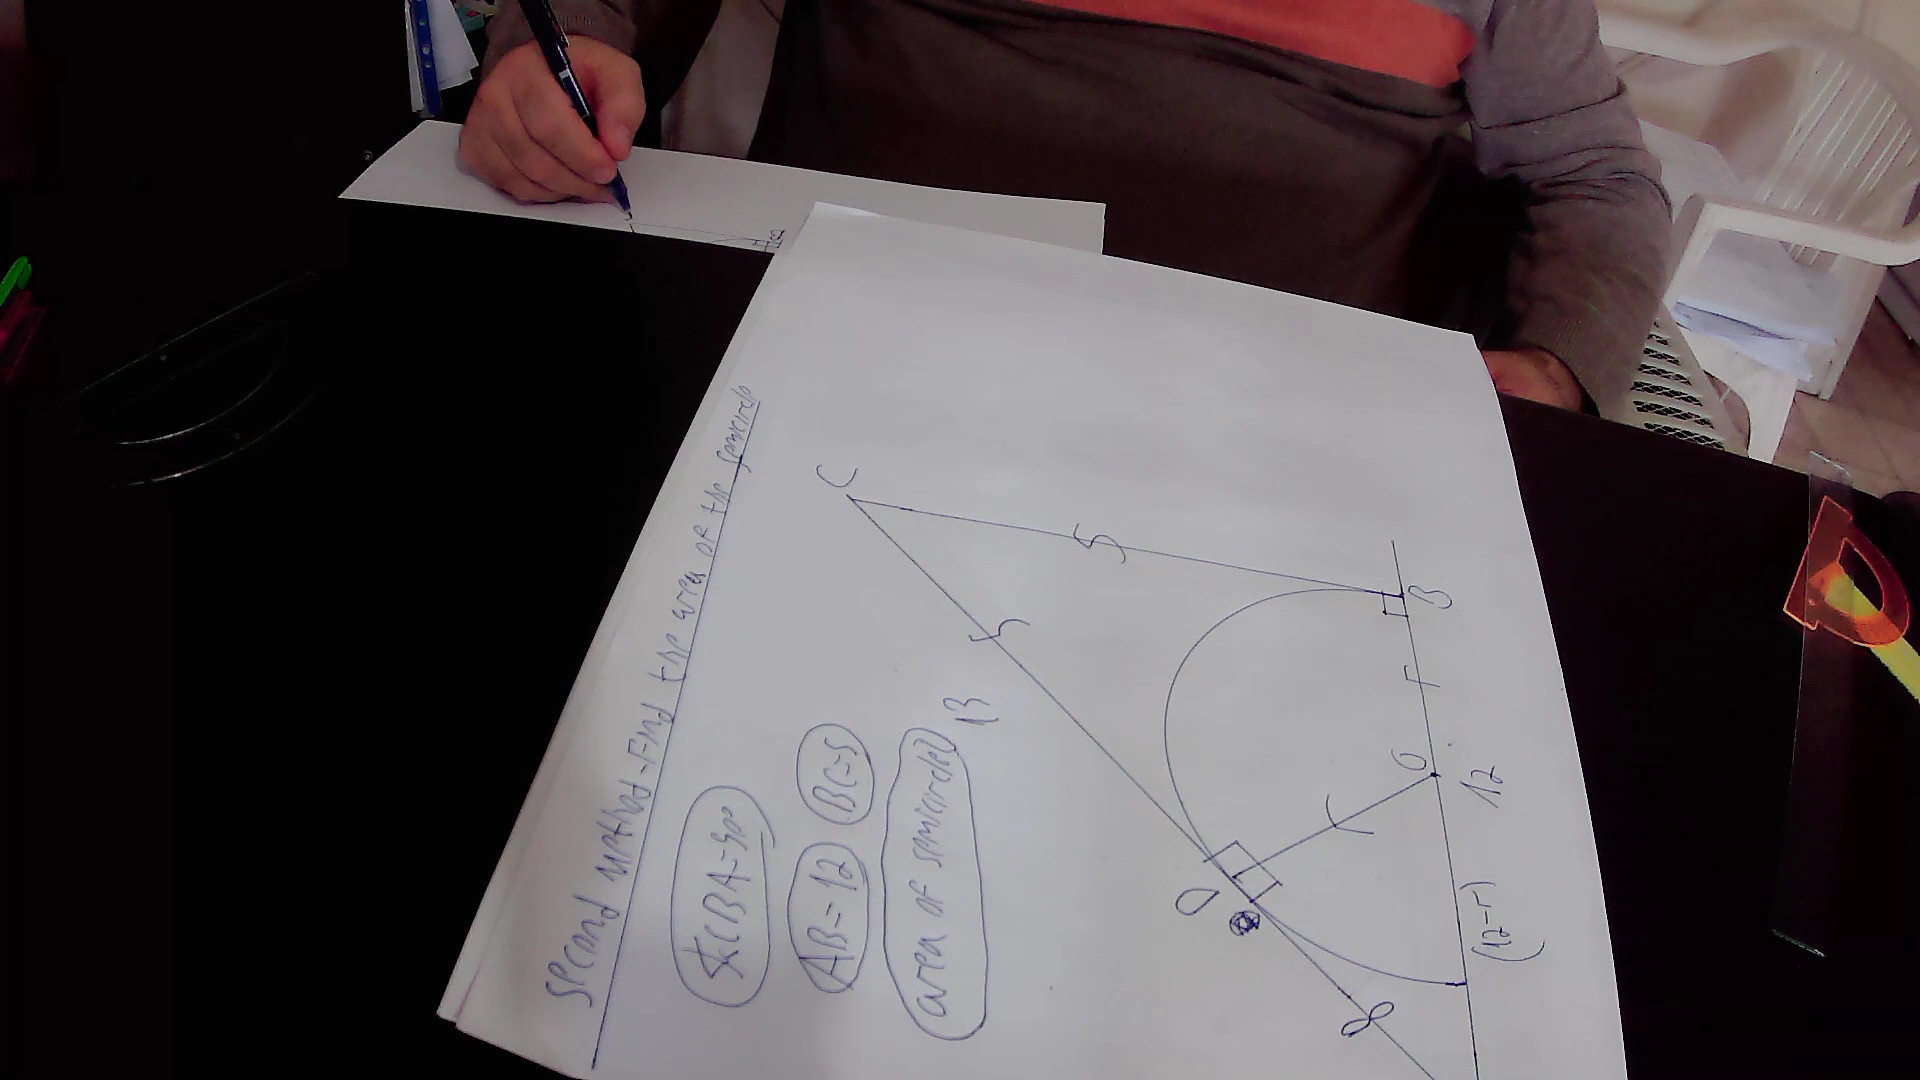 second method-Find the area of the semicircle
∢CBA=90
AB=12 BC=5
area of semicircle?
13
C
5
5
B
r
O
12
r
D
(12-r)
8